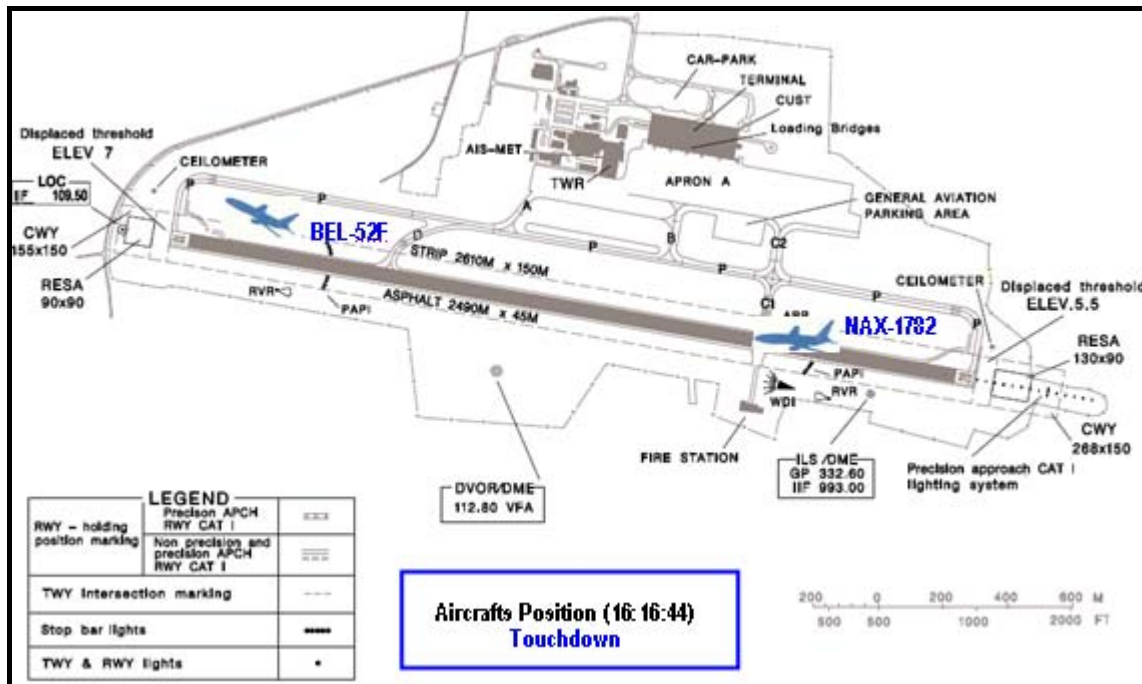 CAR-PARK
TERMINAL
CUST
Loading Bridges
Displaced threshold
ELEV 7
CEILOMETER
AIS-MET
TWR
APRON A
GENERAL AVIATION
PARKING AREA
LOC
IIF 109.50
P
P
A
BEL-52F
D
P
B
P
C2
CWY
155x150
STRIP 2610M x 150M
P
CEILOMETER
Displaced threshold
ELEV.5.5
RESA
90x90
RVR
PAPI
ASPHALT 2490M x 45M
C1
NAX-1782
P
RESA
130x90
PAPI
WDI
RVR
FIRE STATION
CWY
268x150
ILS/DME
GP 332.60
IIF 993.00
Precision approach CAT I
lighting system
DVOR/DME
112.80 VFA
LEGEND
RWY - holding
position marking
Precison APCH
RWY CAT I
Non precision and
precision APCH
RWY CAT I
TWY Intersection marking
Stop bar lights
TWY & RWY lights
Aircrafts Position (16:16:44)
Touchdown
200 0 200 400 600 M
500 500 1000 2000 FT